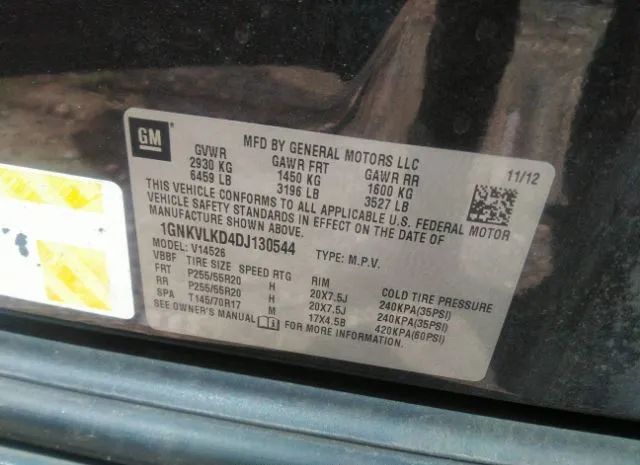 GM
MFD BY GENERAL MOTORS LLC
GVWR GAWR FRT GAWR RR 11/12
2930 KG 1450 KG 1600 KG
6459 LB 3196 LB 3527 LB
THIS VEHICLE CONFORMS TO ALL APPLICABLE U.S. FEDERAL MOTOR
VEHICLE SAFETY STANDARDS IN EFFECT ON THE DATE OF
MANUFACTURE SHOWN ABOVE.
1GNKVLKD4DJ130544 TYPE: M.P.V.
MODEL: V14526
VBBF TIRE SIZE SPEED RTG RIM COLD TIRE PRESSURE
FRT P255/55R20 H 20X7.5J 240KPA(35PSI)
RR P255/55R20 H 20X7.5J 240KPA(35PSI)
SPA T145/70R17 M 17X4.5B 420KPA(60PSI)
SEE OWNER'S MANUAL FOR MORE INFORMATION.